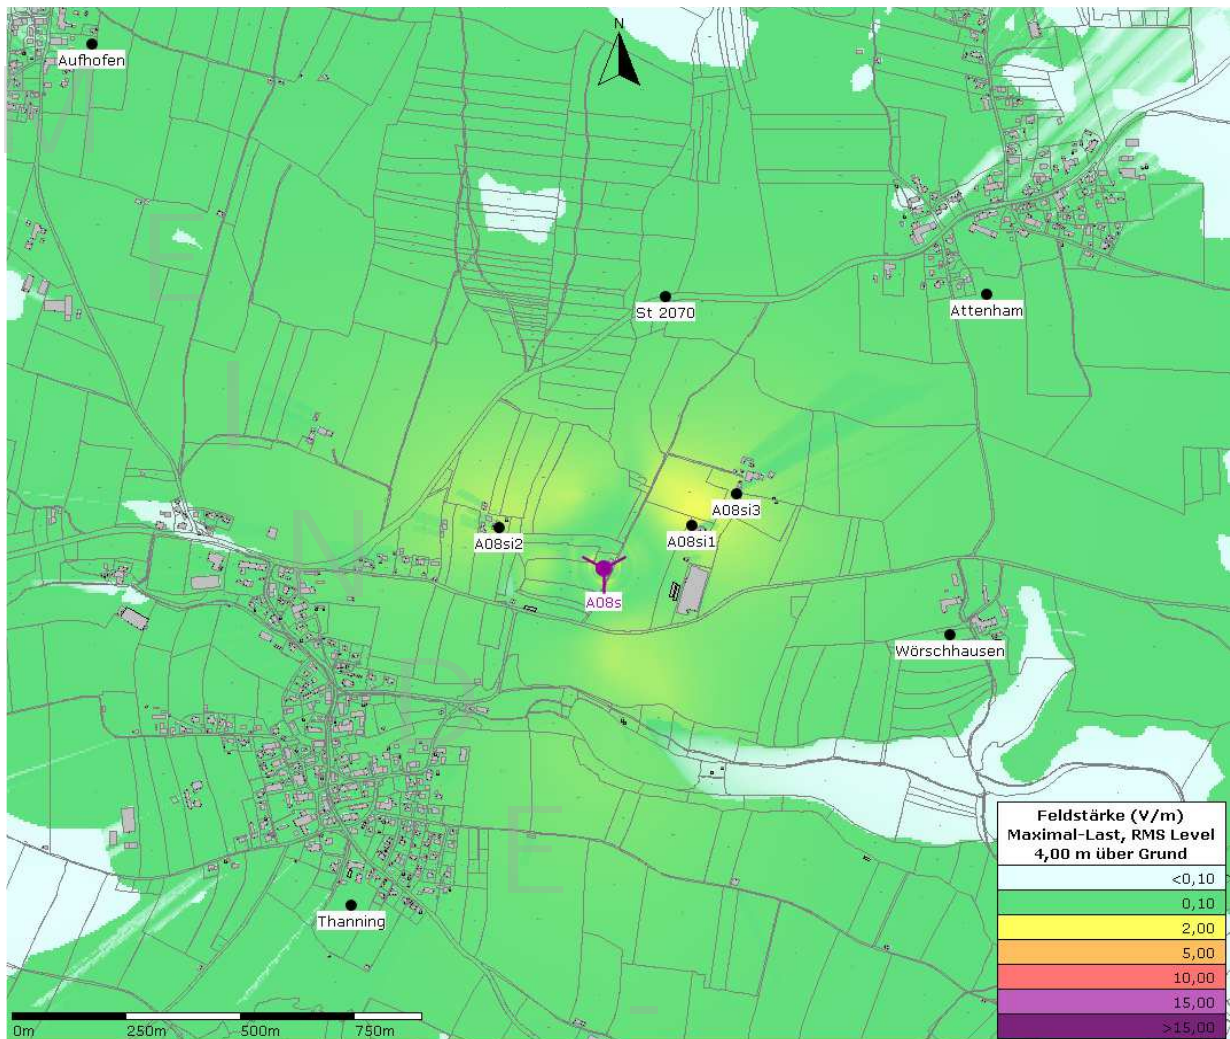 N
Aufhofen
M
E
St 2070
Attenham
I
A08si3
A08si2
A08si1
N
A08s
Wörschhausen
D
E
Thanning
Feldstärke (V/m)
Maximal-Last, RMS Level
4,00 m über Grund
<0,10
0,10
2,00
5,00
10,00
15,00
>15,00
0m 250m 500m 750m